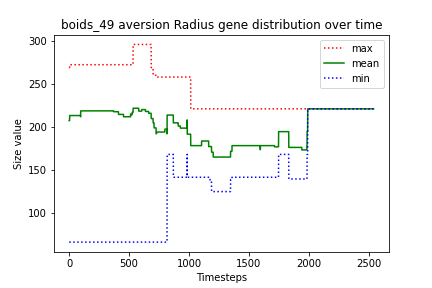 boids_49 aversion Radius gene distribution over time
max
mean
min
Size value
300
250
200
150
100
0
500
1000
1500
2000
2500
Timesteps